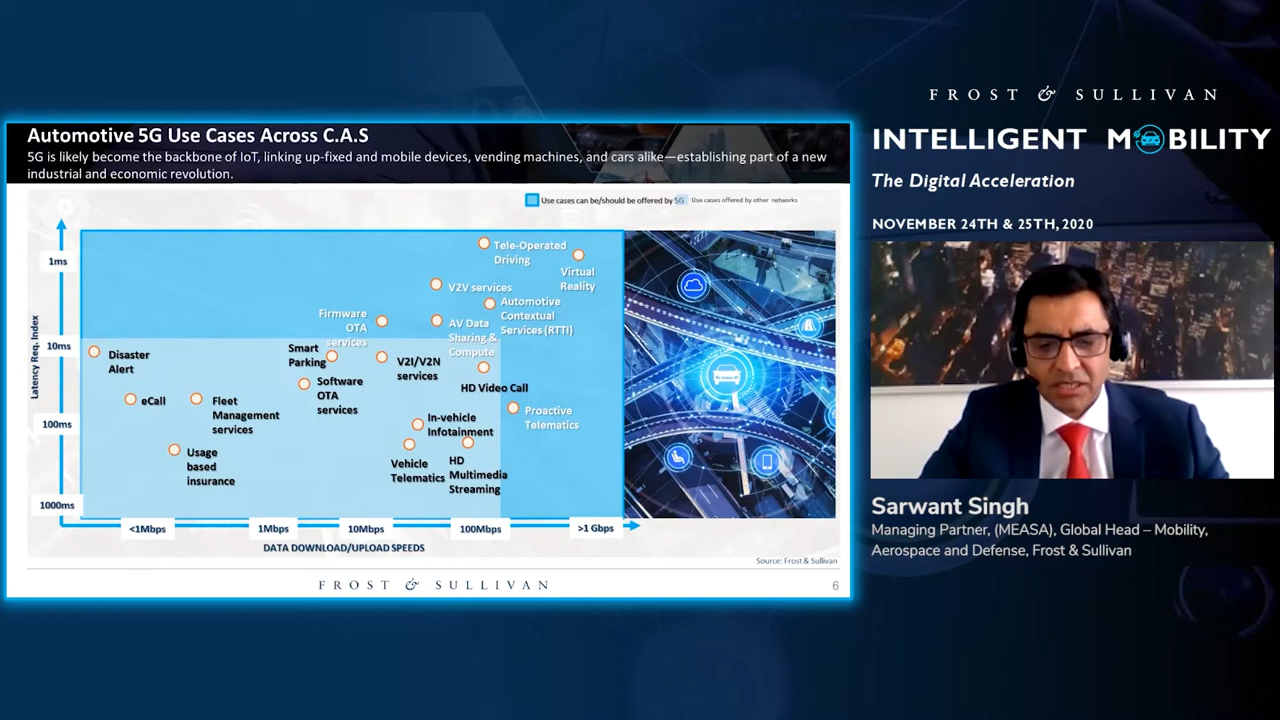 FROST & SULLIVAN
INTELLIGENT MOBILITY
The Digital Acceleration
NOVEMBER 24TH & 25TH, 2020
Automotive 5G Use Cases Across C.A.S
5G is likely become the backbone of IoT, linking up-fixed and mobile devices, vending machines, and cars alike—establishing part of a new
industrial and economic revolution.
Use cases can be/should be offered by 5G
Use cases offered by other networks
Latency Req. Index
1ms
10ms
100ms
1000ms
Tele-Operated
Driving
Virtual
Reality
V2V services
Automotive
Contextual
Services (RTTI)
Firmware
OTA
services
AV Data
Sharing &
Compute
Disaster
Alert
Smart
Parking
V2I/V2N
services
HD Video Call
Software
OTA
services
eCall
Fleet
Management
services
Proactive
Telematics
In-vehicle
Infotainment
Usage
based
insurance
Vehicle
Telematics
HD
Multimedia
Streaming
<1Mbps
1Mbps
10Mbps
100Mbps
>1 Gbps
DATA DOWNLOAD/UPLOAD SPEEDS
Source: Frost & Sullivan
FROST & SULLIVAN
6
Sarwant Singh
Managing Partner, (MEASA), Global Head – Mobility,
Aerospace and Defense, Frost & Sullivan